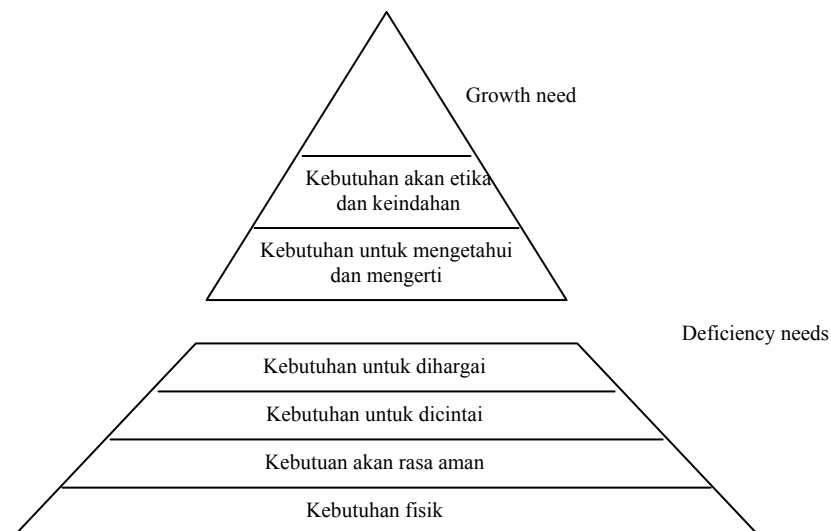 Growth need
Kebutuhan akan etika
dan keindahan
Kebutuhan untuk mengetahui
dan mengerti
Deficiency needs
Kebutuhan untuk dihargai
Kebutuhan untuk dicintai
Kebutuan akan rasa aman
Kebutuhan fisik